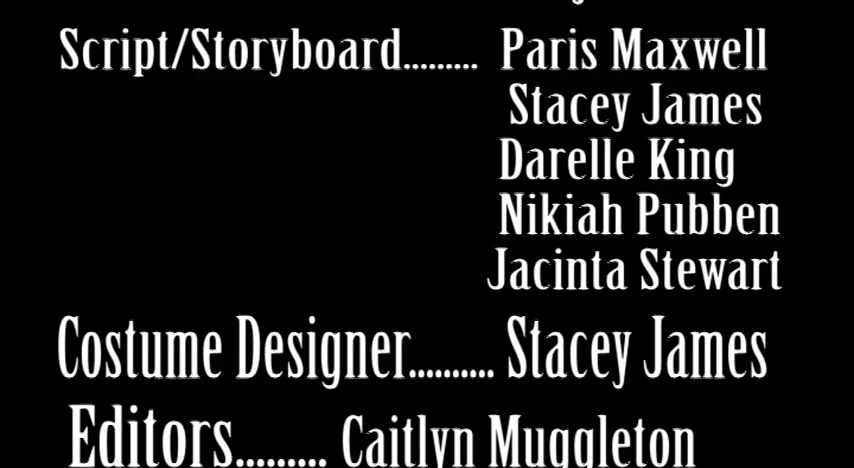 Script/Storyboard......... Paris Maxwell
Stacey James
Darelle King
Nikiah Pubben
Jacinta Stewart
Costume Designer.......... Stacey James
Editors......... Caitlyn Muggleton